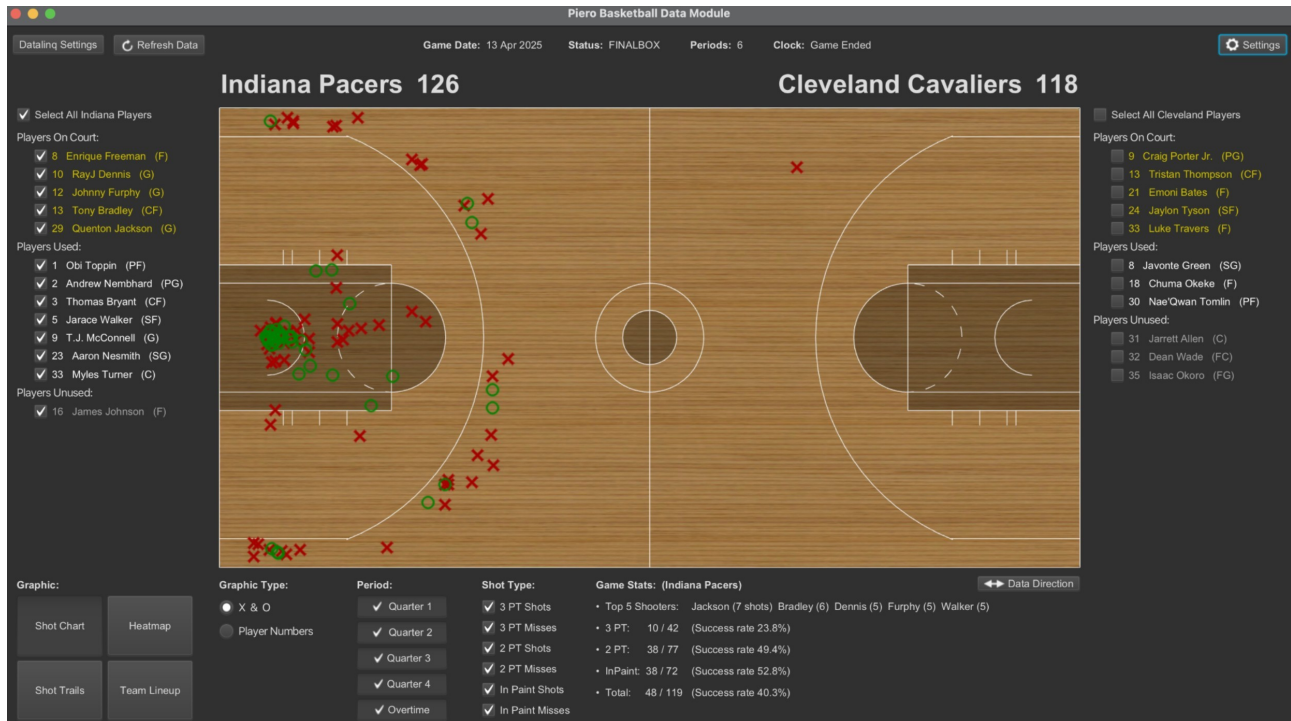 Piero Basketball Data Module
Datalinq Settings
Refresh Data
Game Date: 13 Apr 2025 Status: FINALBOX Periods: 6 Clock: Game Ended
Settings
Indiana Pacers 126
Cleveland Cavaliers 118
Select All Indiana Players
Players On Court:
8 Enrique Freeman (F)
10 RayJ Dennis (G)
12 Johnny Furphy (G)
13 Tony Bradley (CF)
29 Quenton Jackson (G)
Players Used:
1 Obi Toppin (PF)
2 Andrew Nembhard (PG)
3 Thomas Bryant (CF)
5 Jarace Walker (SF)
9 T.J. McConnell (G)
23 Aaron Nesmith (SG)
33 Myles Turner (C)
Players Unused:
16 James Johnson (F)
Select All Cleveland Players
Players On Court:
9 Craig Porter Jr. (PG)
13 Tristan Thompson (CF)
21 Emoni Bates (F)
24 Jaylon Tyson (SF)
33 Luke Travers (F)
Players Used:
8 Javonte Green (SG)
18 Chuma Okeke (F)
30 Nae'Qwan Tomlin (PF)
Players Unused:
31 Jarrett Allen (C)
32 Dean Wade (FC)
35 Isaac Okoro (FG)
Graphic:
Shot Chart
Heatmap
Shot Trails
Team Lineup
Graphic Type:
X & O
Player Numbers
Period:
Quarter 1
Quarter 2
Quarter 3
Quarter 4
Overtime
Shot Type:
3 PT Shots
3 PT Misses
2 PT Shots
2 PT Misses
In Paint Shots
In Paint Misses
Game Stats: (Indiana Pacers)
Data Direction
• Top 5 Shooters: Jackson (7 shots) Bradley (6) Dennis (5) Furphy (5) Walker (5)
• 3 PT: 10 / 42 (Success rate 23.8%)
• 2 PT: 38 / 77 (Success rate 49.4%)
• InPaint: 38 / 72 (Success rate 52.8%)
• Total: 48 / 119 (Success rate 40.3%)